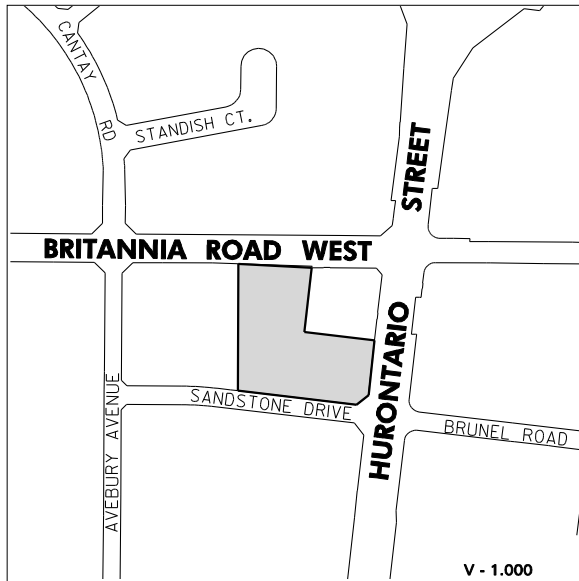 CANTAY RD
STANDISH CT.
STREET
BRITANNIA ROAD WEST
HURONTARIO
AVEBURY AVENUE
SANDSTONE DRIVE
BRUNEL ROAD
V - 1.000